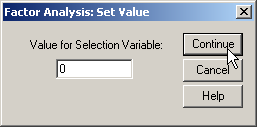 Factor Analysis: Set Value
Value for Selection Variable:
0
Continue
Cancel
Help